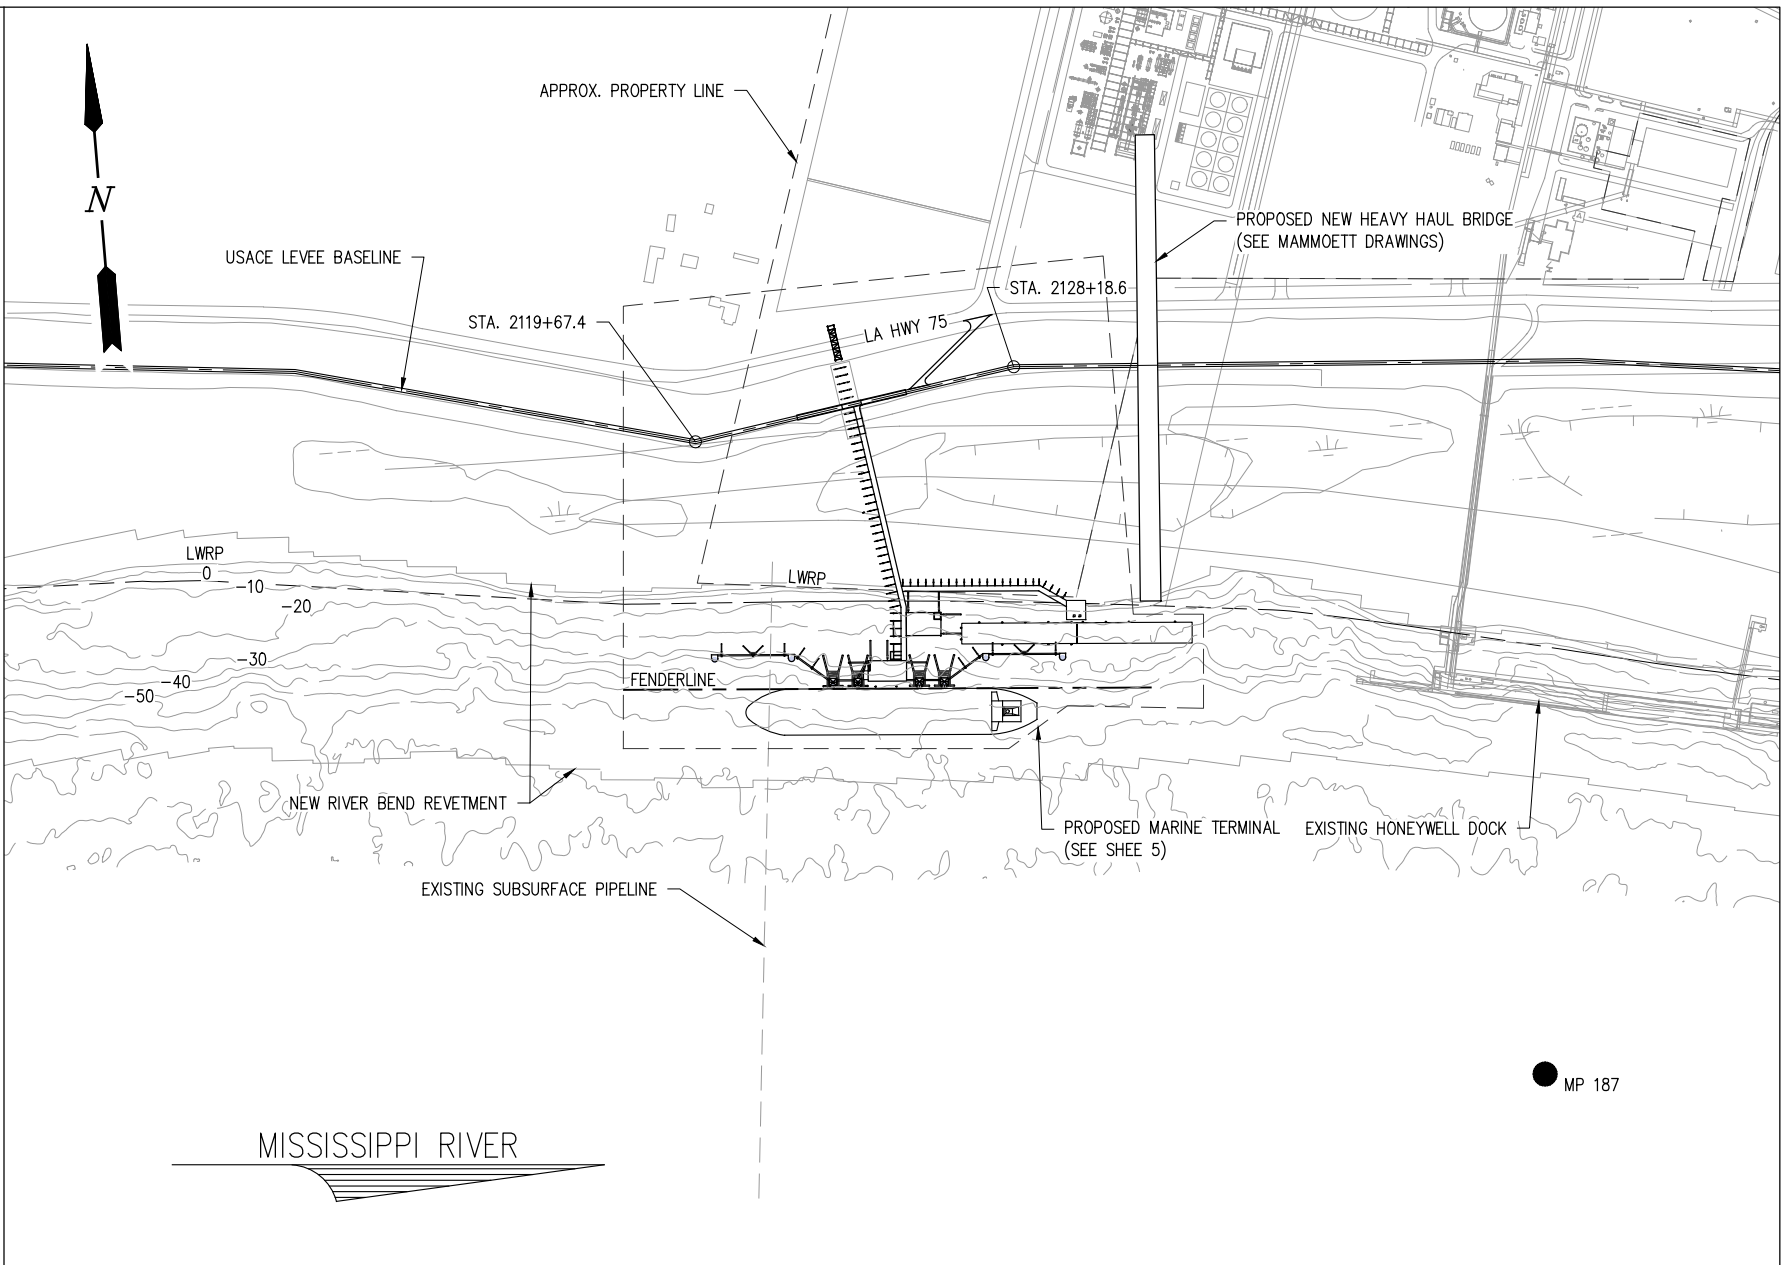 APPROX. PROPERTY LINE
N
PROPOSED NEW HEAVY HAUL BRIDGE
(SEE MAMMOETT DRAWINGS)
USACE LEVEE BASELINE
STA. 2128+18.6
STA. 2119+67.4
LA HWY 75
LWRP
0
-10
-20
LWRP
-30
-40
-50
FENDERLINE
NEW RIVER BEND REVETMENT
PROPOSED MARINE TERMINAL
(SEE SHEE 5)
EXISTING HONEYWELL DOCK
EXISTING SUBSURFACE PIPELINE
MP 187
MISSISSIPPI RIVER